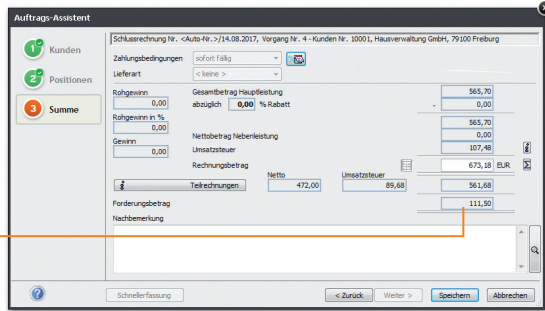 Auftrags-Assistent
1 Kunden
2 Positionen
3 Summe
Schlussrechnung Nr. <Auto-Nr.>/14.08.2017, Vorgang Nr. 4 - Kunden Nr. 10001, Hausverwaltung GmbH, 79100 Freiburg
Zahlungsbedingungen sofort fällig
Lieferart < keine >
Rohgewinn Gesamtbetrag Hauptleistung 565,70
0,00 abzüglich 0,00 % Rabatt - 0,00
Rohgewinn in % 565,70
0,00 Nettobetrag Nebenleistung 0,00
Gewinn Umsatzsteuer 107,48
0,00
Rechnungsbetrag 673,18 EUR Σ
Netto Umsatzsteuer
Teilrechnungen 472,00 89,68 561,68
Forderungsbetrag 111,50
Nachbemerkung
? Schnellerfassung < Zurück Weiter > Speichern Abbrechen